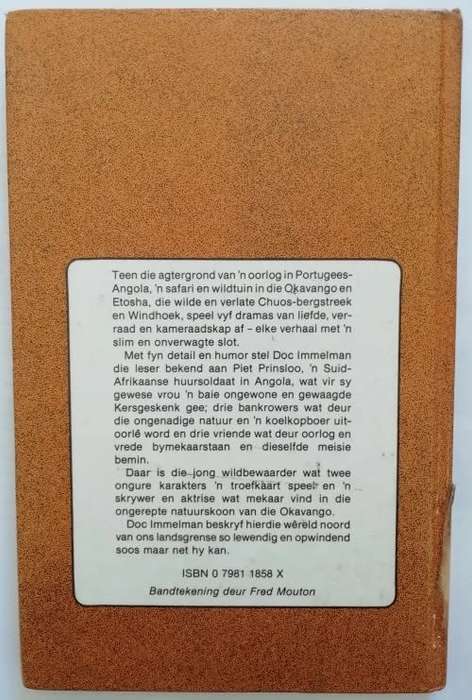 Teen die agtergrond van 'n oorlog in Portugees-
Angola, 'n safari en wildtuin in die Okavango en
Etosha, die wilde en verlate Chuos-bergstreek
en Windhoek, speel vyf dramas van liefde, ver-
raad en kameraadskap af – elke verhaal met 'n
slim en onverwagte slot.
Met fyn detail en humor stel Doc Immelman
die leser bekend aan Piet Prinsloo, 'n Suid-
Afrikaanse huursoldaat in Angola, wat vir sy
gewese vrou 'n baie ongewone en gewaagde
Kersgeskenk gee; drie bankrowers wat deur
die ongenadige natuur en 'n koelkopboer uit-
oorlê word en drie vriende wat deur oorlog en
vrede bymekaarstaan en dieselfde meisie
bemin.
Daar is die jong wildbewaarder wat twee
ongure karakters 'n troefkaart speel en 'n
skrywer en aktrise wat mekaar vind in die
ongerepte natuurskoon van die Okavango.
Doc Immelman beskryf hierdie wêreld noord
van ons landsgrense so lewendig en opwindend
soos maar net hy kan.
ISBN 0 7981 1858 X
Bandtekening deur Fred Mouton